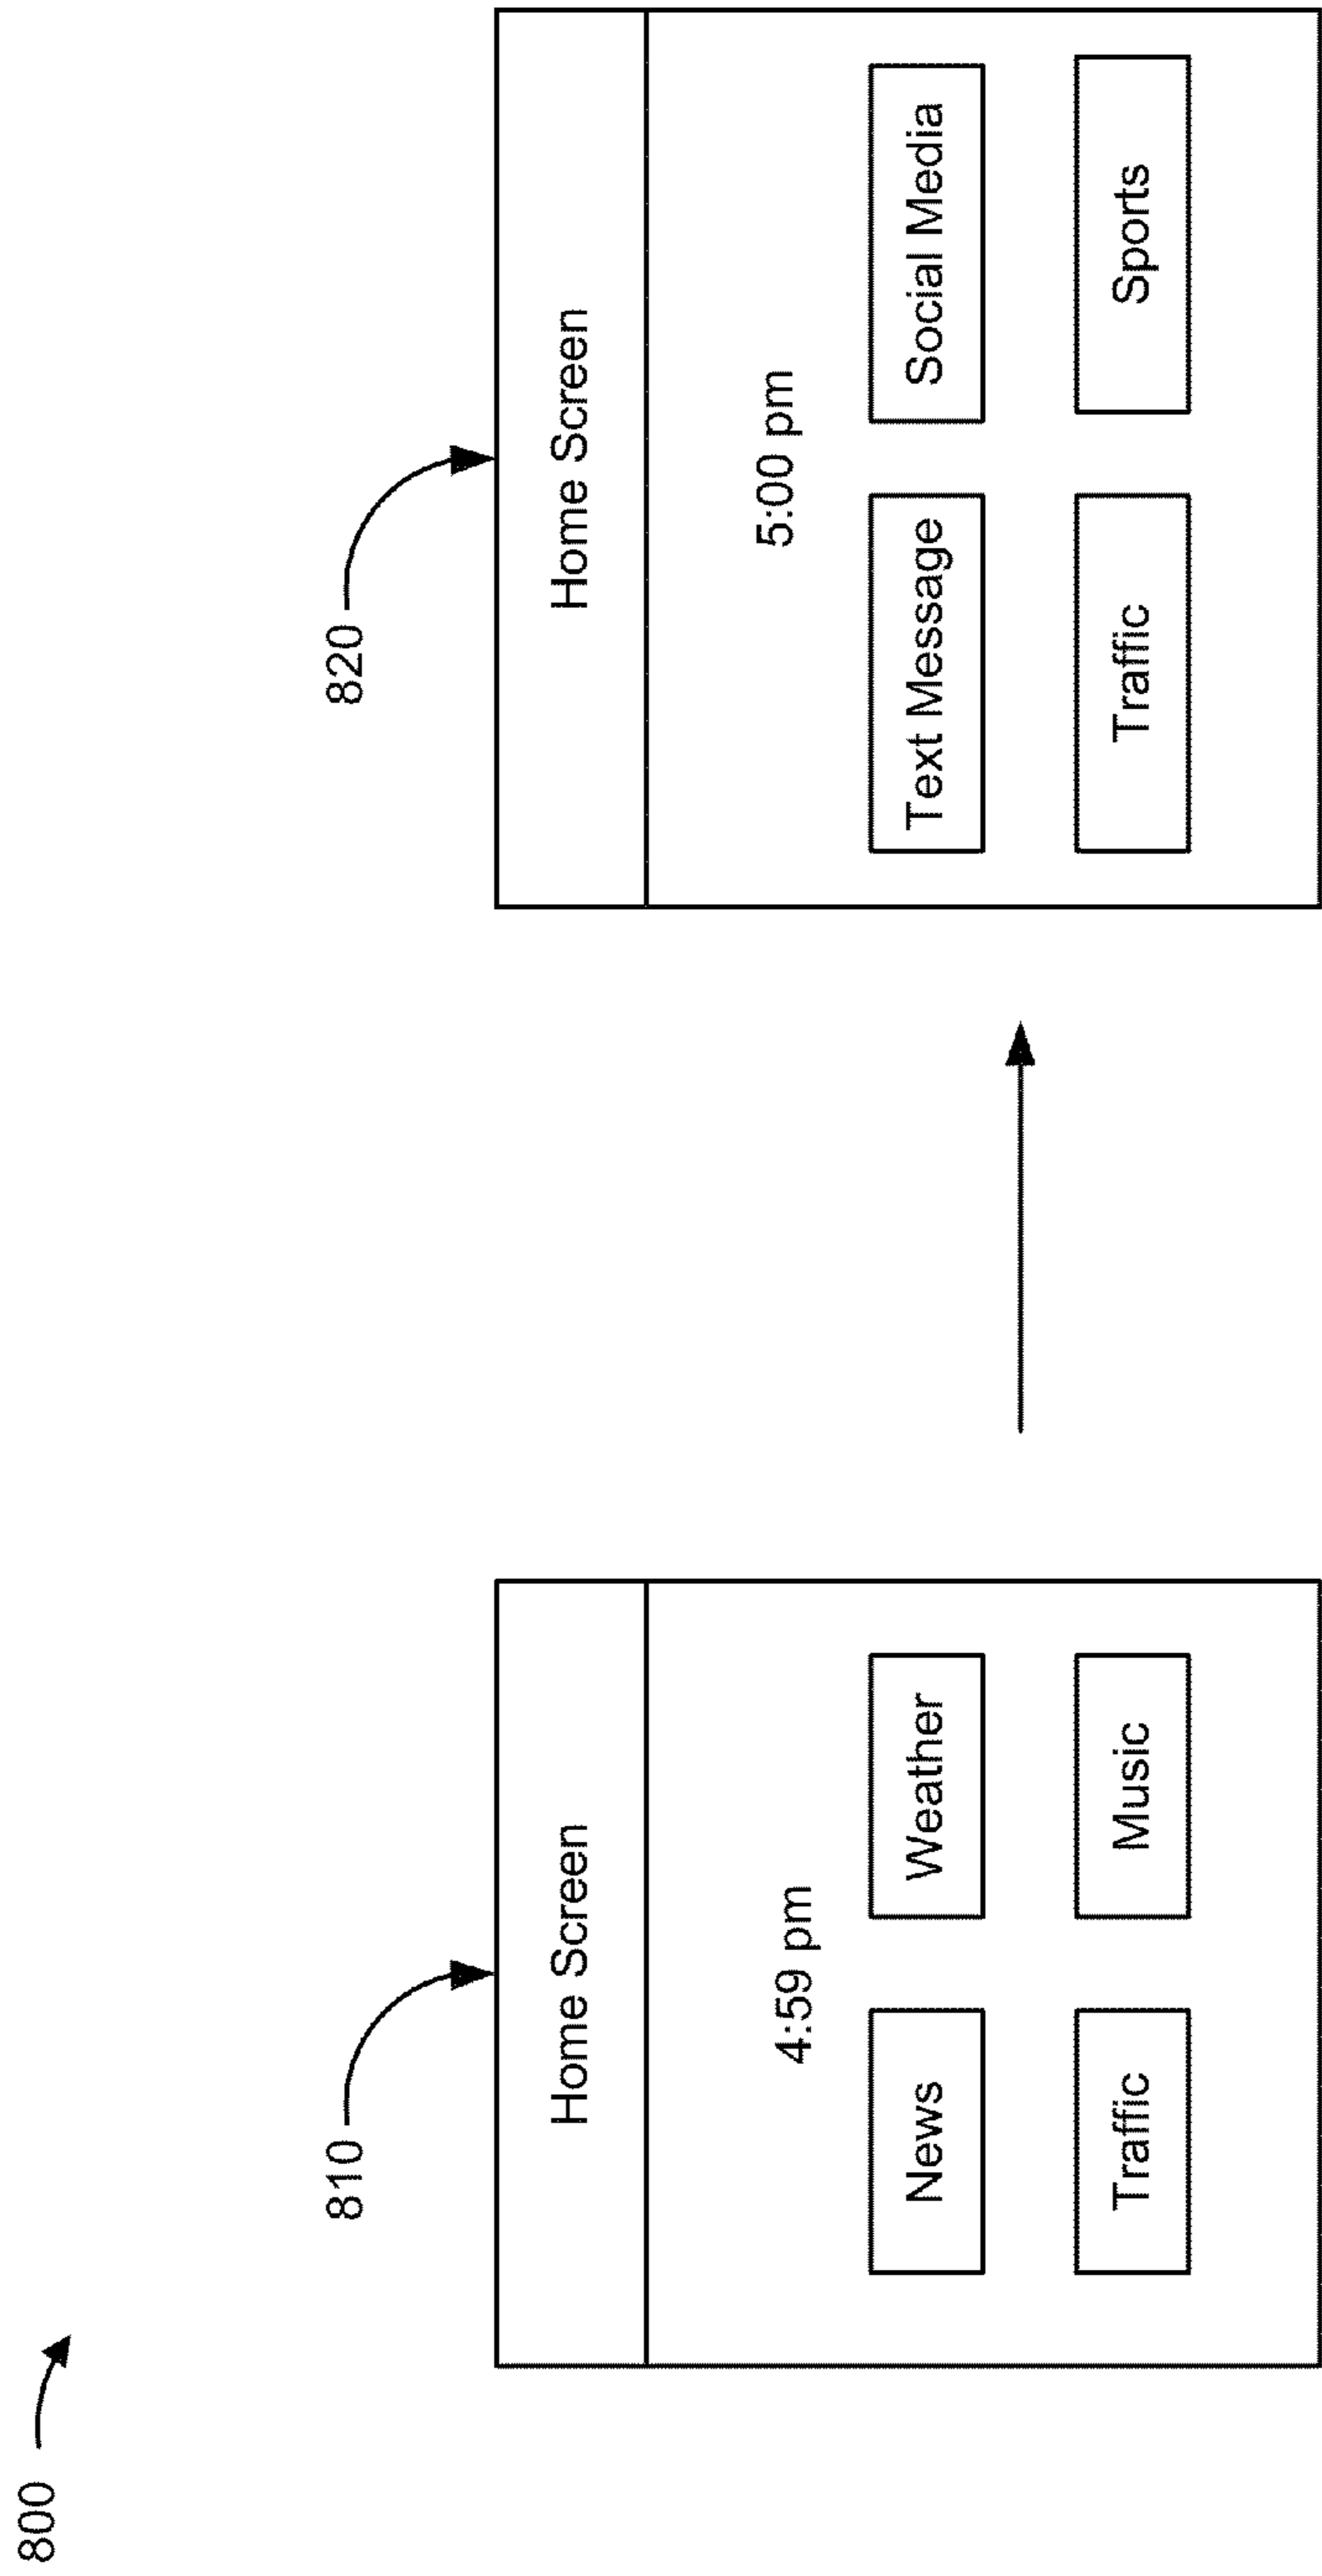 800
810
Home Screen
4:59 pm
News
Weather
Traffic
Music
820
Home Screen
5:00 pm
Text Message
Social Media
Traffic
Sports